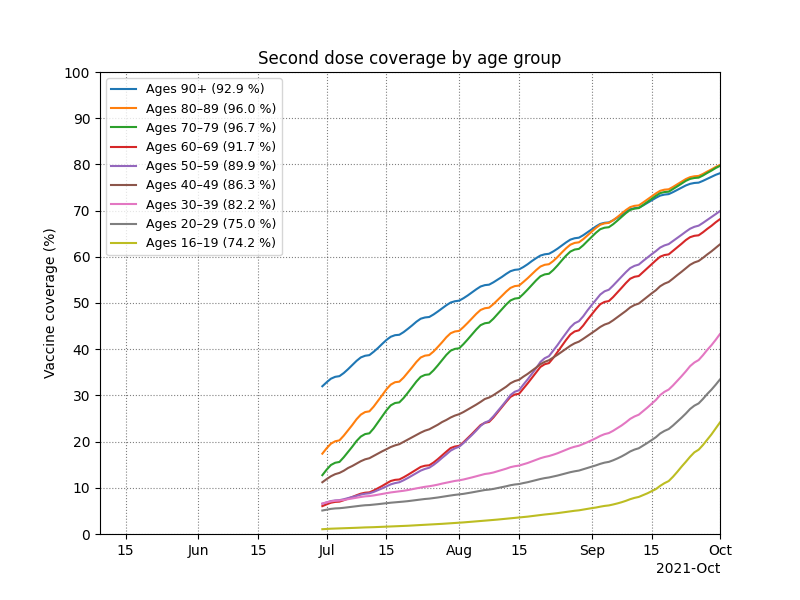 Second dose coverage by age group
Vaccine coverage (%)
100
90
80
70
60
50
40
30
20
10
0
Ages 90+ (92.9 %)
Ages 80–89 (96.0 %)
Ages 70–79 (96.7 %)
Ages 60–69 (91.7 %)
Ages 50–59 (89.9 %)
Ages 40–49 (86.3 %)
Ages 30–39 (82.2 %)
Ages 20–29 (75.0 %)
Ages 16–19 (74.2 %)
15 Jun 15 Jul 15 Aug 15 Sep 15 Oct
2021-Oct